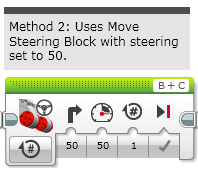 Method 2: Uses Move
Steering Block with steering
set to 50.
B + C
#
#
50 50 1